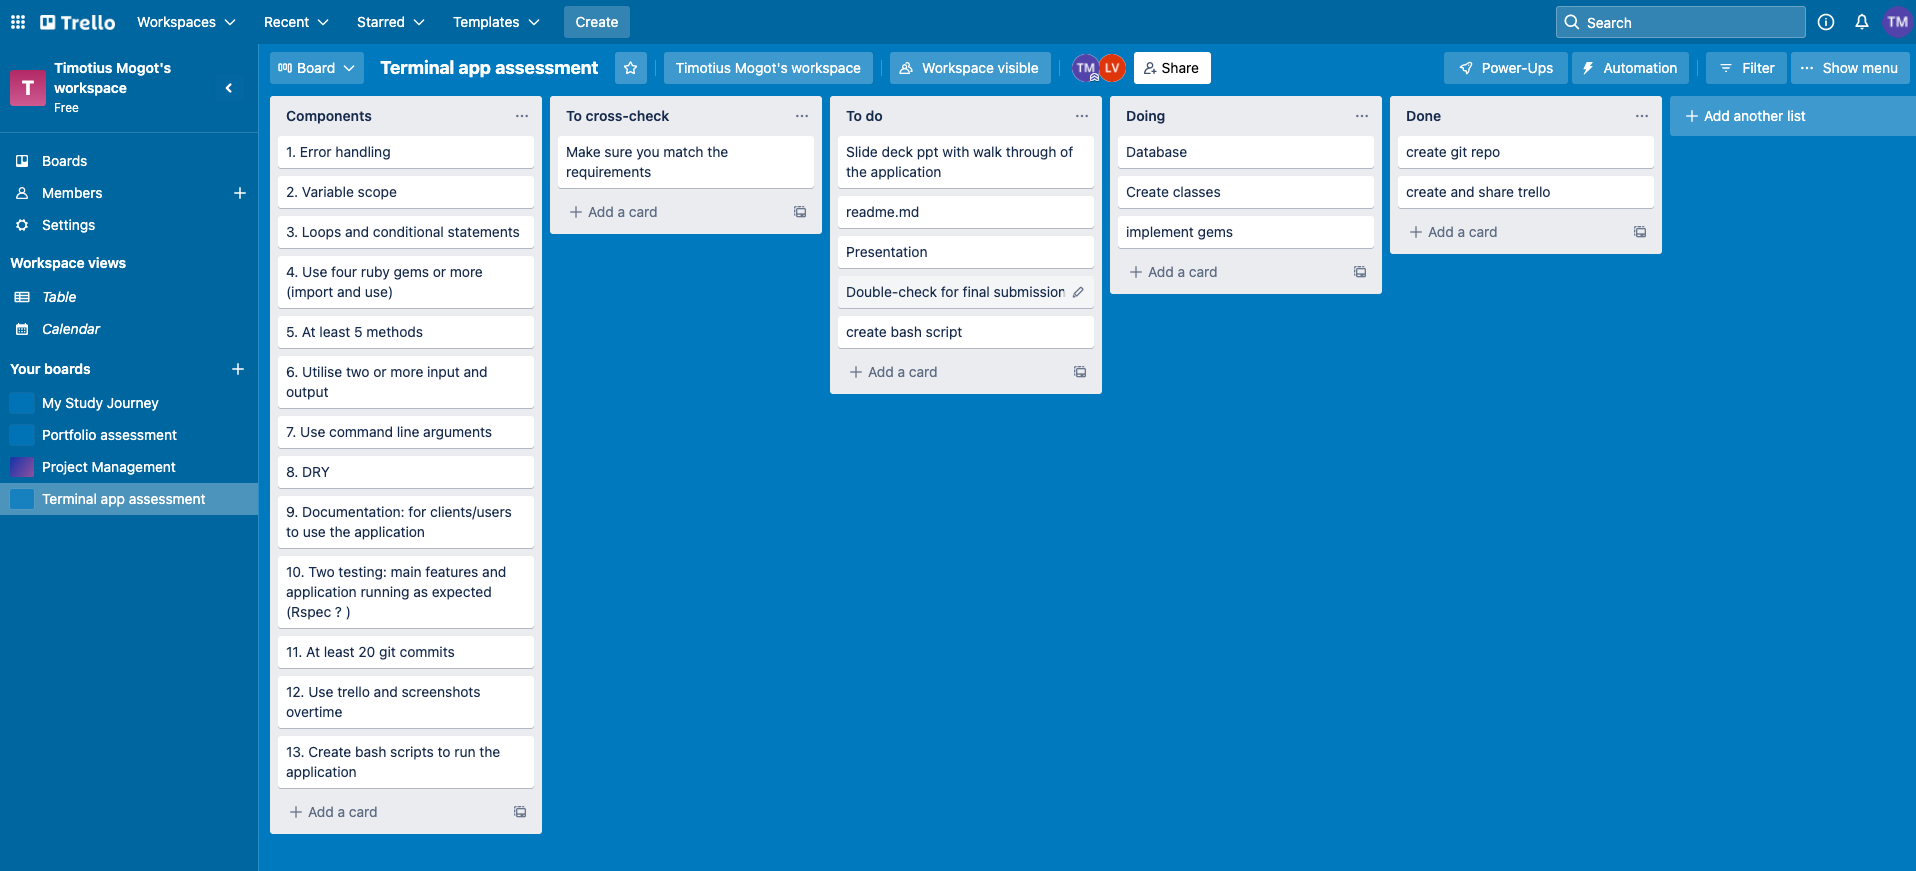 Trello
Workspaces
Recent
Starred
Templates
Create
Search
TM
T
Timotius Mogot's
workspace
Free
Boards
Members
Settings
Workspace views
Table
Calendar
Your boards
My Study Journey
Portfolio assessment
Project Management
Terminal app assessment
Board
Terminal app assessment
Timotius Mogot's workspace
Workspace visible
TM
LV
Share
Power-Ups
Automation
Filter
Show menu
Components
1. Error handling
2. Variable scope
3. Loops and conditional statements
4. Use four ruby gems or more
(import and use)
5. At least 5 methods
6. Utilise two or more input and
output
7. Use command line arguments
8. DRY
9. Documentation: for clients/users
to use the application
10. Two testing: main features and
application running as expected
(Rspec ? )
11. At least 20 git commits
12. Use trello and screenshots
overtime
13. Create bash scripts to run the
application
Add a card
To cross-check
Make sure you match the
requirements
Add a card
To do
Slide deck ppt with walk through of
the application
readme.md
Presentation
Double-check for final submission
create bash script
Add a card
Doing
Database
Create classes
implement gems
Add a card
Done
create git repo
create and share trello
Add a card
Add another list